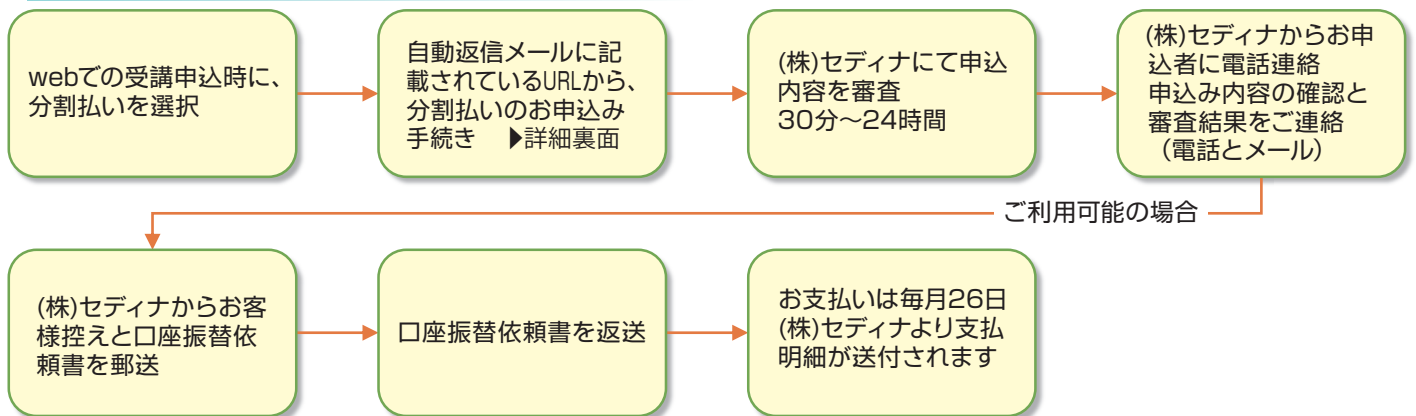 webでの受講申込時に、
分割払いを選択
自動返信メールに記
載されているURLから、
分割払いのお申込み
手続き　▶詳細裏面
(株)セディナにて申込
内容を審査
30分～24時間
(株)セディナからお申
込者に電話連絡
申込み内容の確認と
審査結果をご連絡
（電話とメール）
ご利用可能の場合
(株)セディナからお客
様控えと口座振替依
頼書を郵送
口座振替依頼書を返送
お支払いは毎月26日
(株)セディナより支払
明細が送付されます